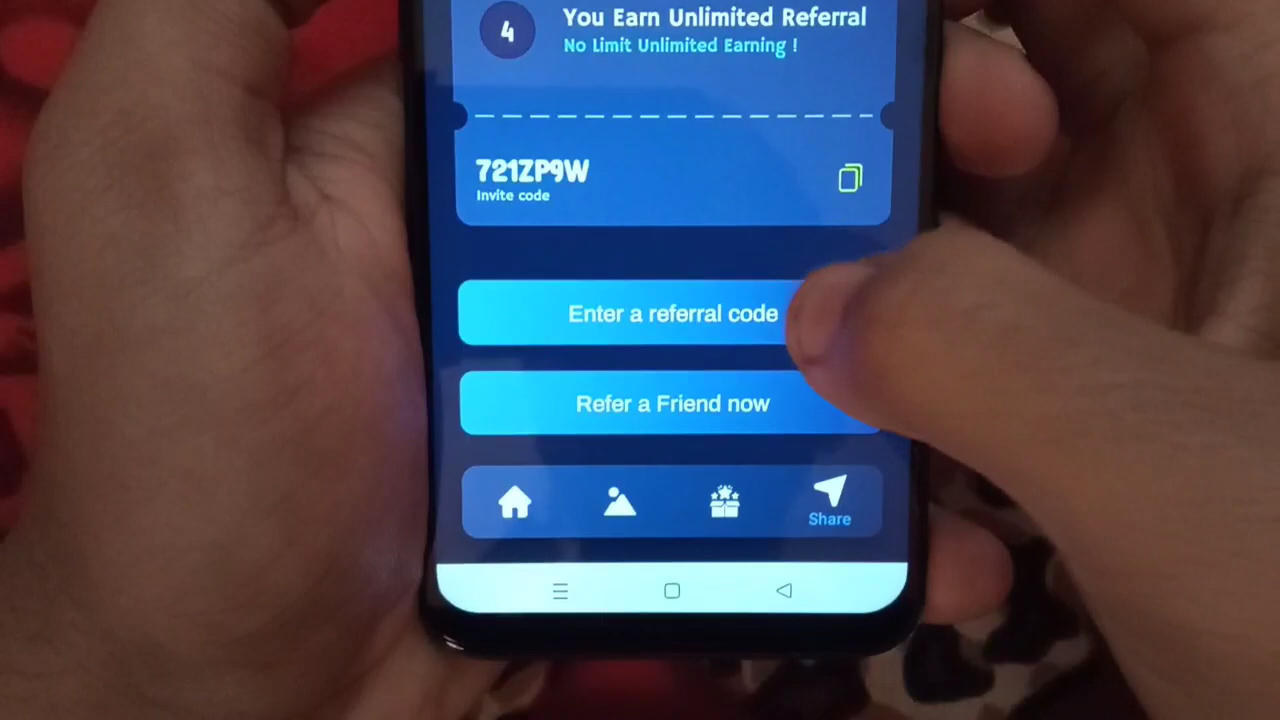 4
You Earn Unlimited Referral
No Limit Unlimited Earning !
721ZP9W
Invite code
Enter a referral code
Refer a Friend now
Share